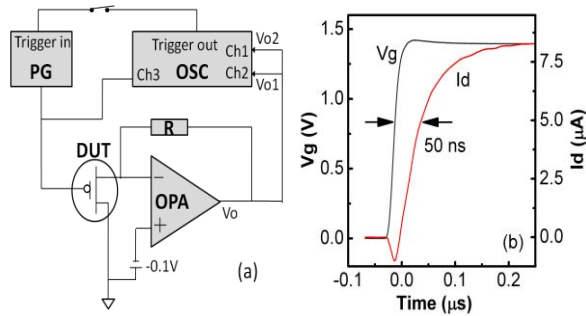 Trigger in
PG
Trigger out
OSC
Ch1
Ch2
Ch3
Vo2
Vo1
DUT
R
OPA
Vo
-0.1V
(a)
Vg (V)
1.5
1.0
0.5
0.0
Vg
Id
50 ns
(b)
7.5
5.0
2.5
0.0
Id (μA)
-0.1 0.0 0.1 0.2
Time (μs)